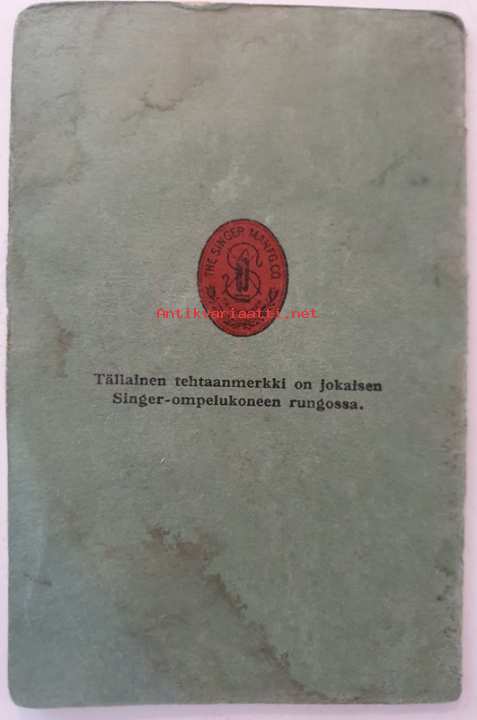 THE SINGER MANFG. CO.
Antikvariaatti.net
Tällainen tehtaanmerkki on jokaisen
Singer-ompelukoneen rungossa.